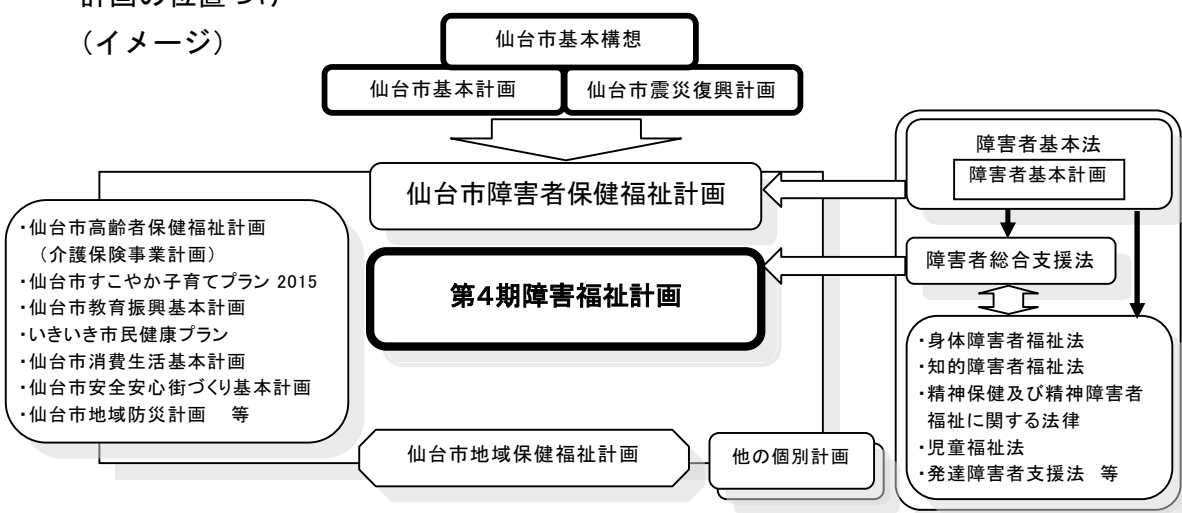 計画の位置づけ
(イメージ)
仙台市基本構想
仙台市基本計画
仙台市震災復興計画
仙台市障害者保健福祉計画
第4期障害福祉計画
・仙台市高齢者保健福祉計画
(介護保険事業計画)
・仙台市すこやか子育てプラン 2015
・仙台市教育振興基本計画
・いきいき市民健康プラン
・仙台市消費生活基本計画
・仙台市安全安心街づくり基本計画
・仙台市地域防災計画 等
仙台市地域保健福祉計画
他の個別計画
障害者基本法
障害者基本計画
障害者総合支援法
・身体障害者福祉法
・知的障害者福祉法
・精神保健及び精神障害者
福祉に関する法律
・児童福祉法
・発達障害者支援法 等